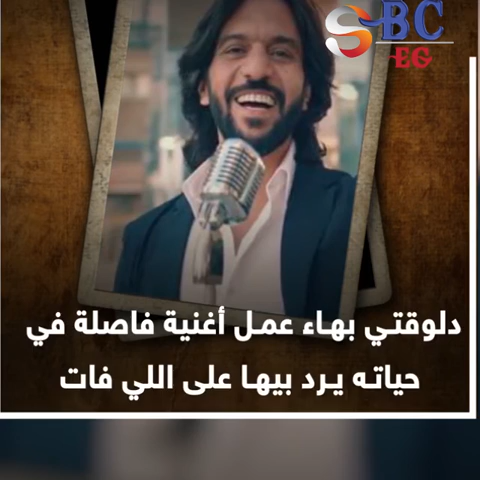 SBC
EG
دلوقتي بهاء عمل أغنية فاصلة في
حياته يرد بيها على اللي فات